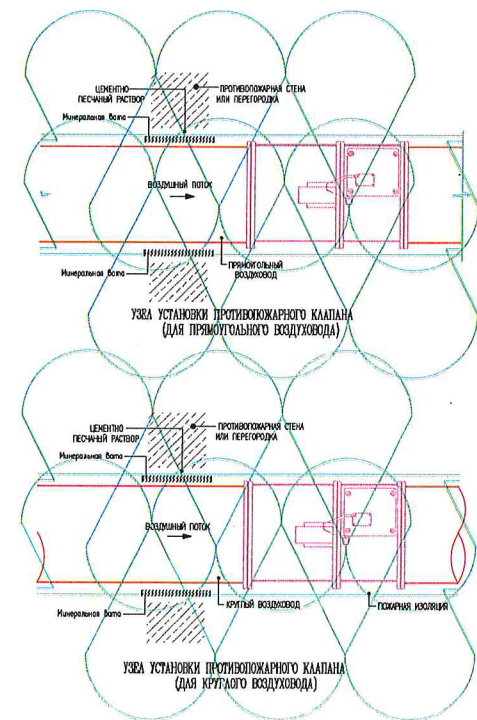 ЦЕМЕНТНО
ПЕСЧАНЫЙ РАСТВОР
ПРОТИВОПОЖАРНАЯ СТЕНА
ИЛИ ПЕРЕГОРОДКА
Минеральная вата
ВОЗДУШНЫЙ ПОТОК
Минеральная вата
ПРЯМОУГОЛЬНЫЙ
ВОЗДУХОВОД
УЗЕЛ УСТАНОВКИ ПРОТИВОПОЖАРНОГО КЛАПАНА
(ДЛЯ ПРЯМОУГОЛЬНОГО ВОЗДУХОВОДА)
ЦЕМЕНТНО
ПЕСЧАНЫЙ РАСТВОР
ПРОТИВОПОЖАРНАЯ СТЕНА
ИЛИ ПЕРЕГОРОДКА
Минеральная вата
ВОЗДУШНЫЙ ПОТОК
Минеральная вата
КРУГЛЫЙ ВОЗДУХОВОД
ПОЖАРНАЯ ИЗОЛЯЦИЯ
УЗЕЛ УСТАНОВКИ ПРОТИВОПОЖАРНОГО КЛАПАНА
(ДЛЯ КРУГЛОГО ВОЗДУХОВОДА)